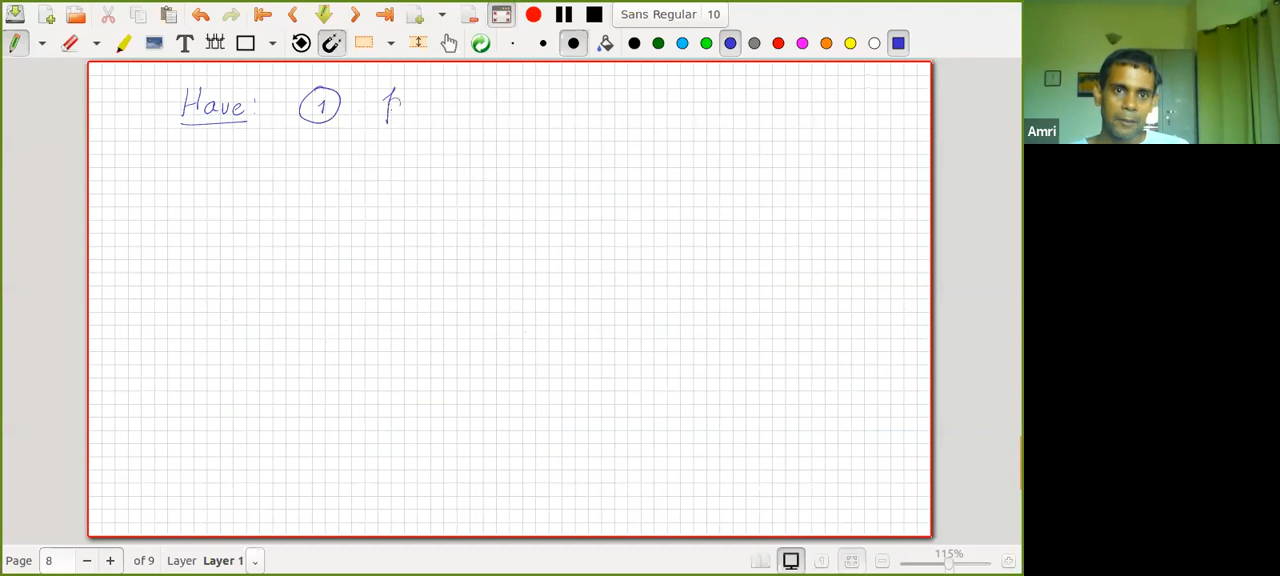 Sans Regular 10
Have: ① f
Amri
Page 8 of 9 Layer Layer 1 115%